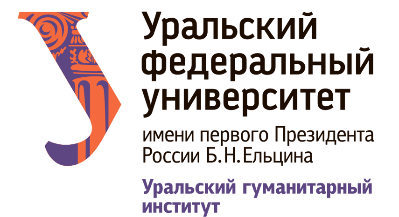 Уральский
федеральный
университет
имени первого Президента
России Б.Н.Ельцина
Уральский гуманитарный
институт